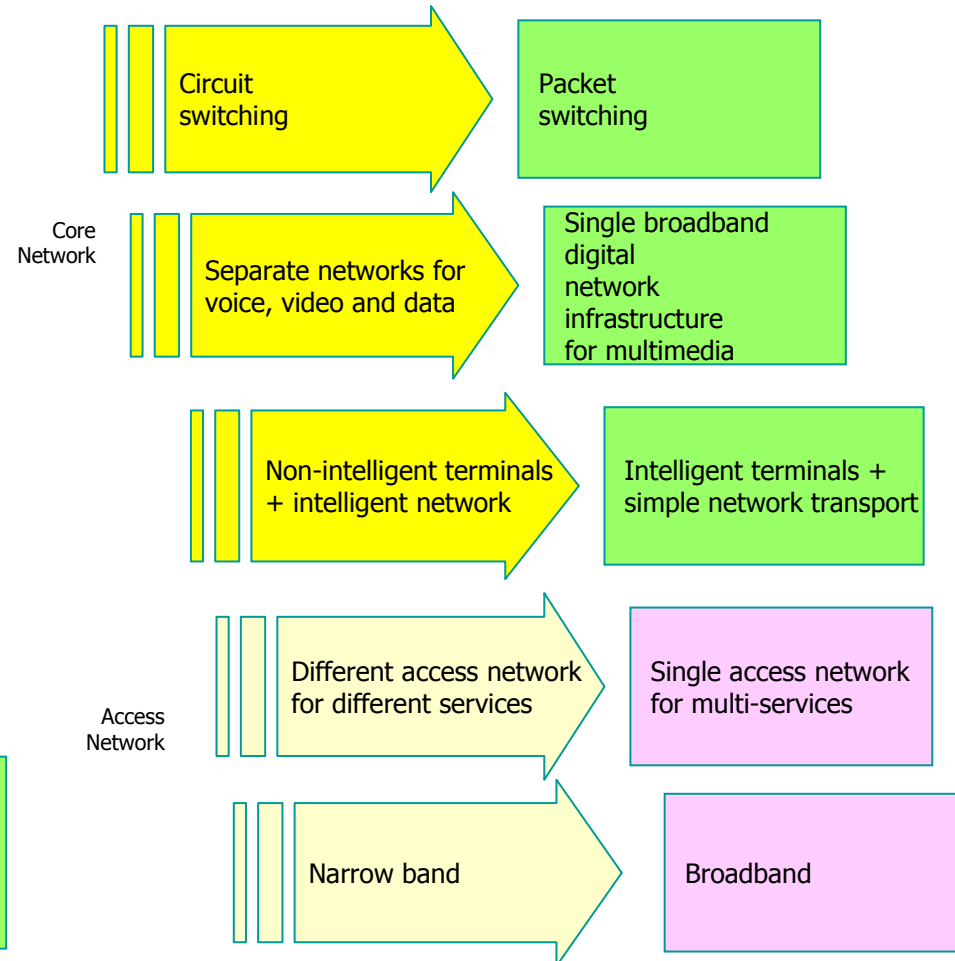 Circuit
switching
Packet
switching
Core
Network
Separate networks for
voice, video and data
Single broadband
digital
network
infrastructure
for multimedia
Non-intelligent terminals
+ intelligent network
Intelligent terminals +
simple network transport
Different access network
for different services
Single access network
for multi-services
Access
Network
Narrow band
Broadband